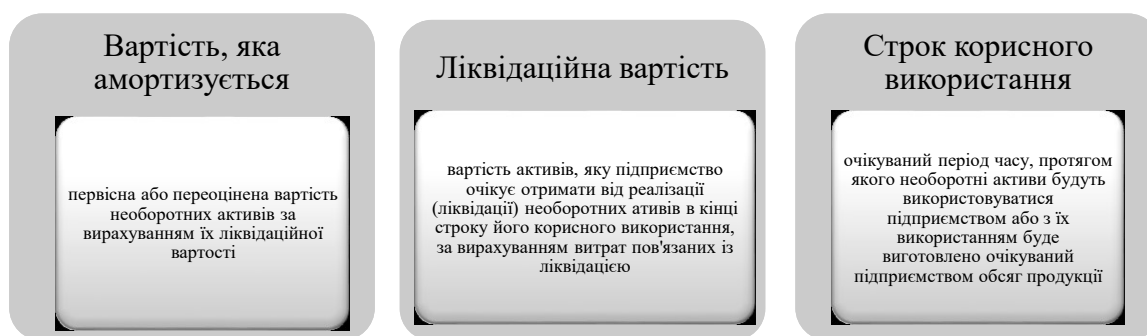 Вартість, яка
амортизується
первісна або переоцінена вартість
необоротних активів за
вирахуванням їх ліквідаційної
вартості
Ліквідаційна вартість
вартість активів, яку підприємство
очікує отримати від реалізації
(ліквідації) необоротних ативів в кінці
строку його корисного використання,
за вирахуванням витрат пов'язаних із
ліквідацією
Строк корисного
використання
очікуваний період часу, протягом
якого необоротні активи будуть
використовуватися
підприємством або з їх
використанням буде
виготовлено очікуваний
підприємством обсяг продукції